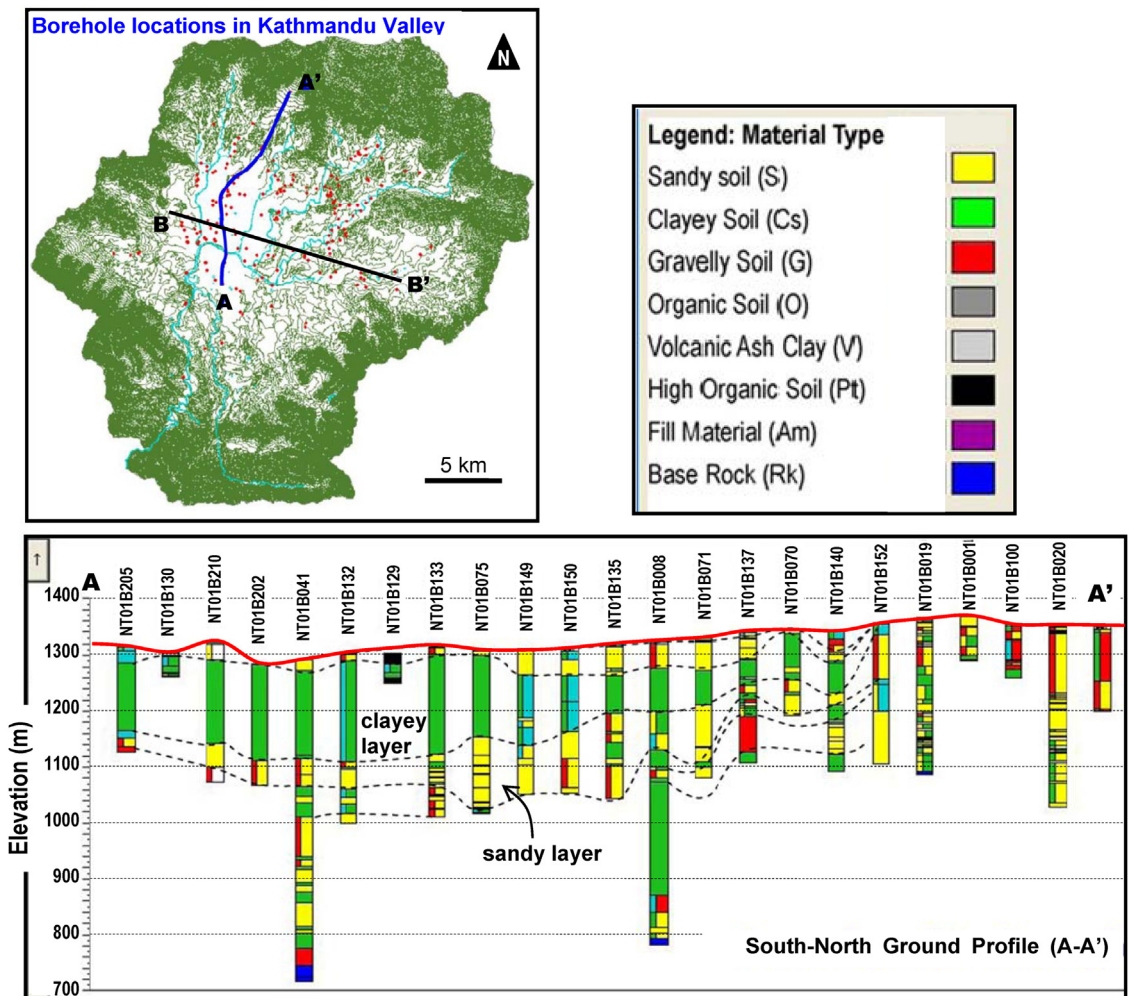 Borehole locations in Kathmandu Valley
N
A'
B
B'
A
5 km
Legend: Material Type
Sandy soil (S)
Clayey Soil (Cs)
Gravelly Soil (G)
Organic Soil (O)
Volcanic Ash Clay (V)
High Organic Soil (Pt)
Fill Material (Am)
Base Rock (Rk)
↑
A
A'
NT01B205
NT01B130
NT01B210
NT01B202
NT01B041
NT01B132
NT01B129
NT01B133
NT01B075
NT01B149
NT01B150
NT01B135
NT01B008
NT01B071
NT01B137
NT01B070
NT01B140
NT01B152
NT01B019
NT01B001
NT01B100
NT01B020
Elevation (m)
1400
1300
1200
1100
1000
900
800
700
clayey
layer
sandy layer
South-North Ground Profile (A-A')